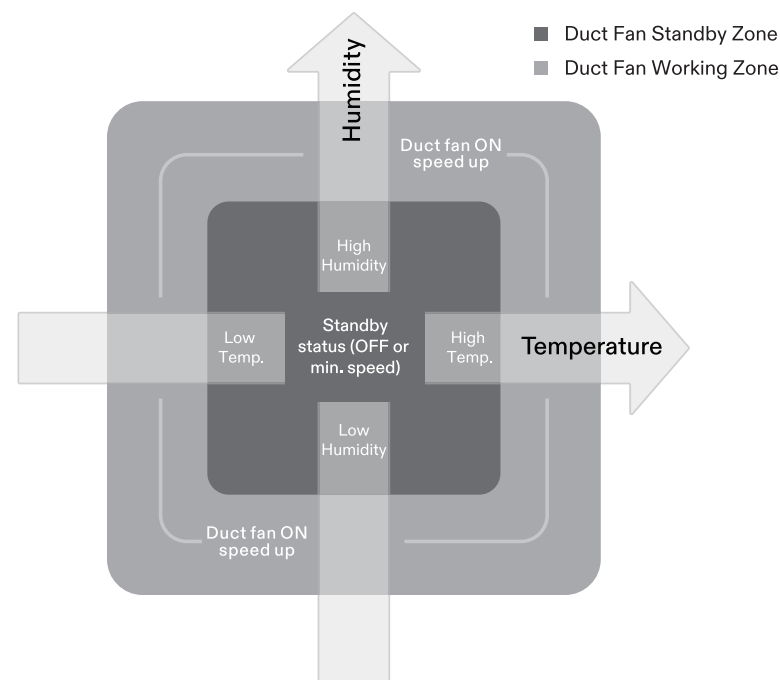 Duct Fan Standby Zone
Duct Fan Working Zone
Humidity
Duct fan ON
speed up
High
Humidity
Low
Temp.
Standby
status (OFF or
min. speed)
High
Temp.
Temperature
Low
Humidity
Duct fan ON
speed up